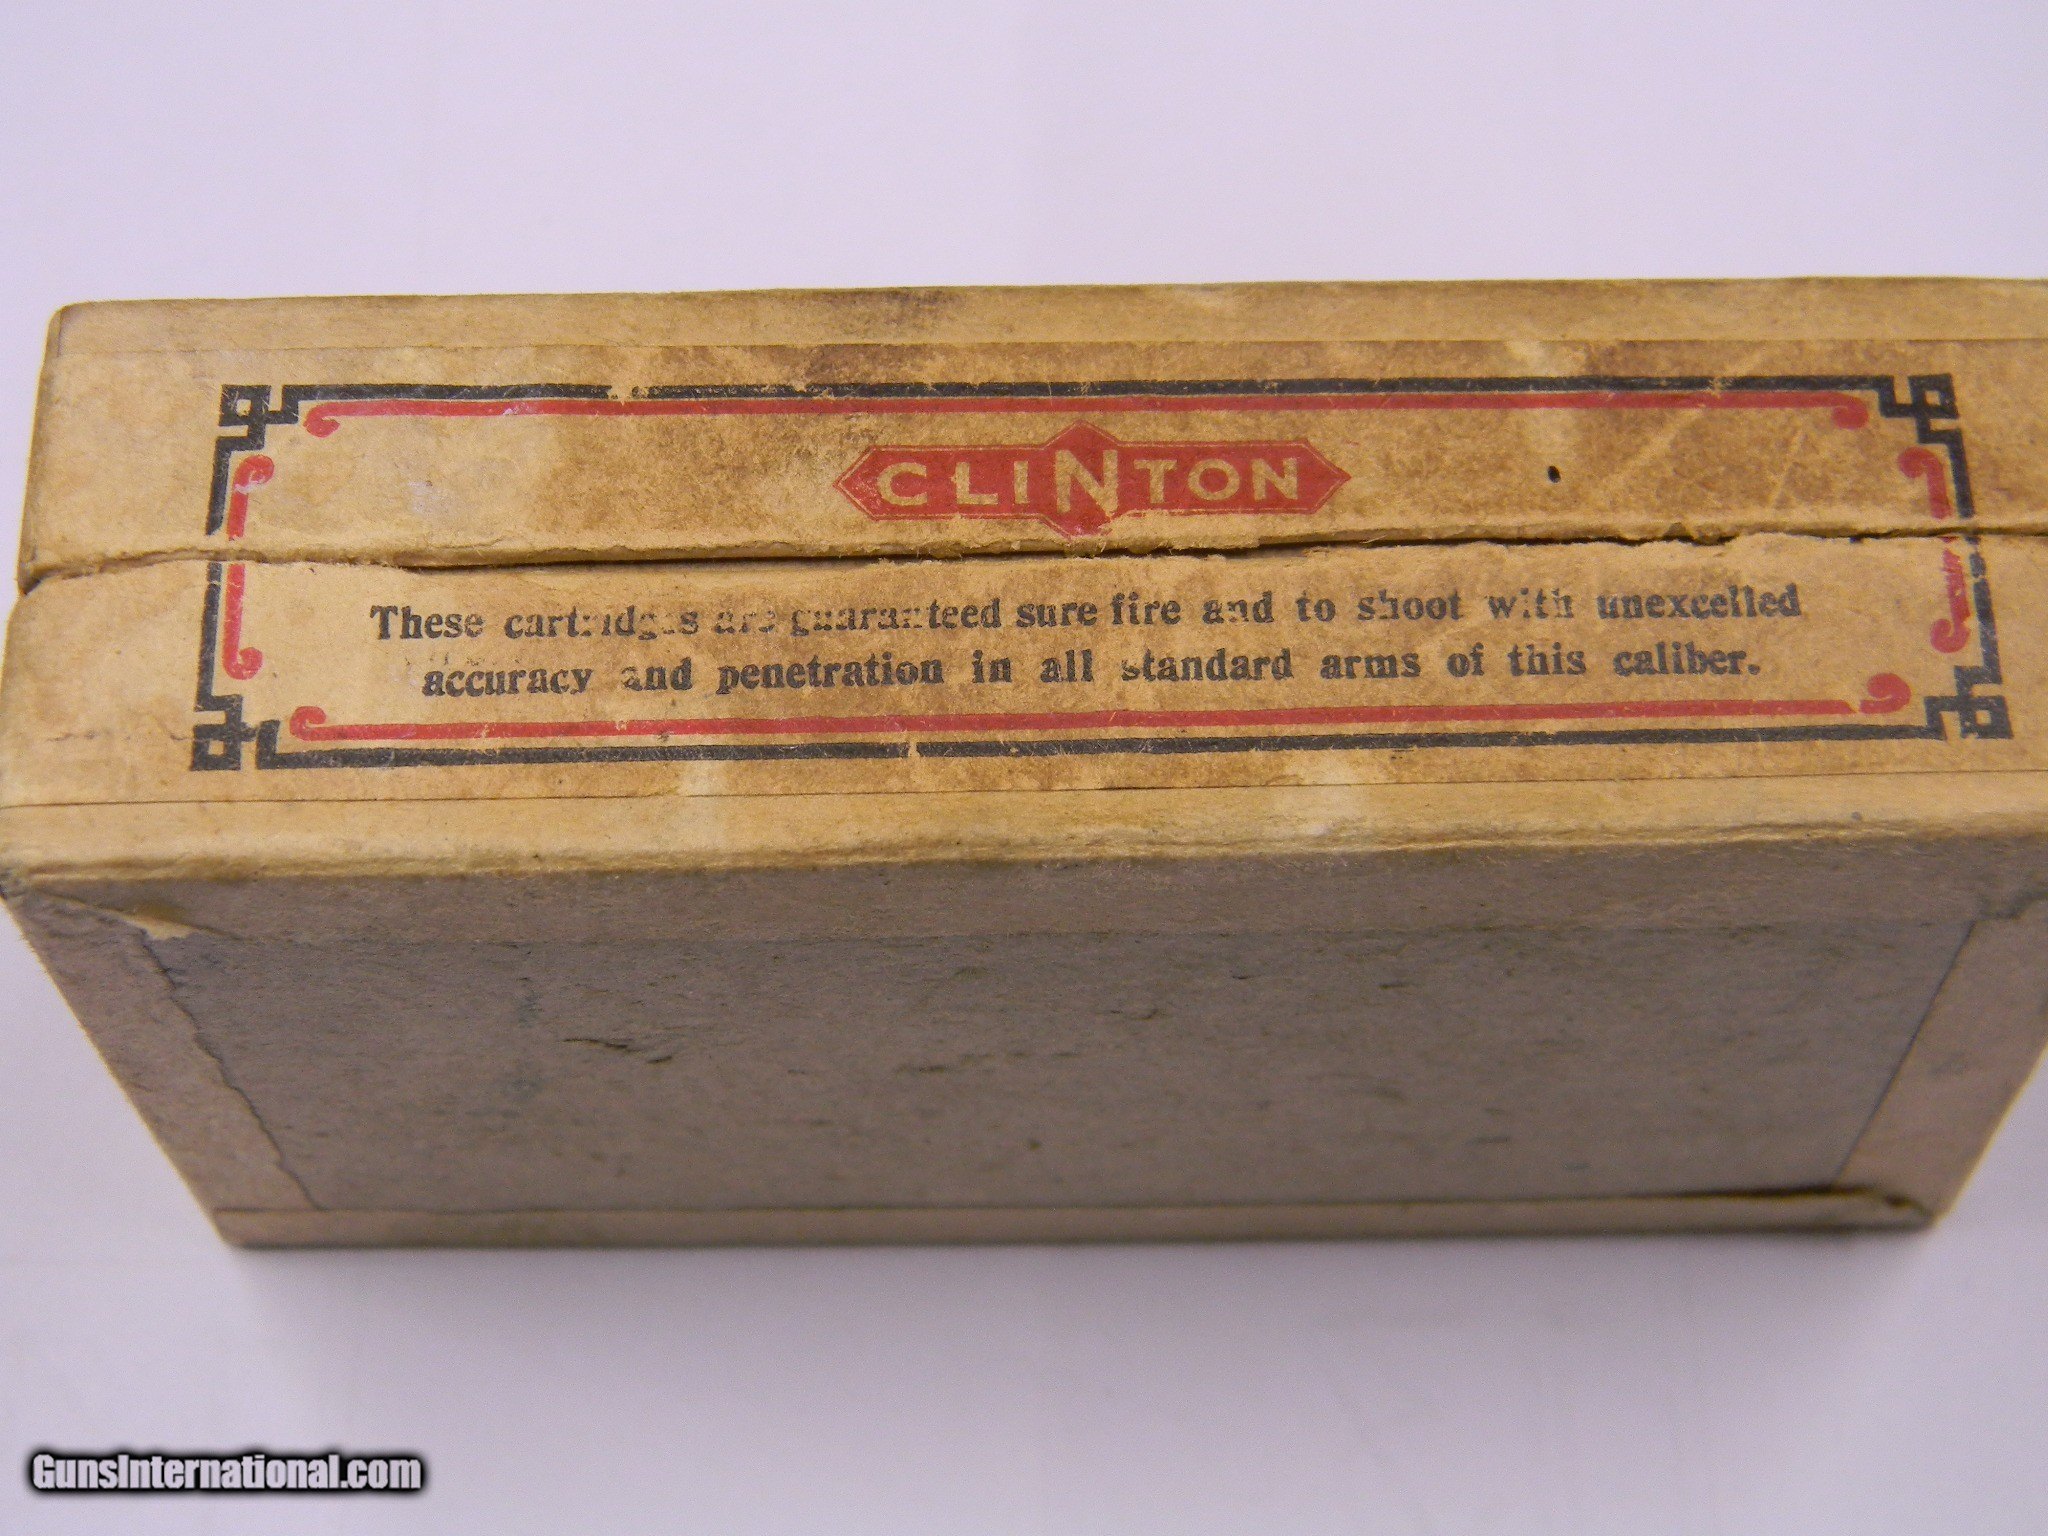 CLINTON
These cartridges are guaranteed sure fire and to shoot with unexcelled
accuracy and penetration in all standard arms of this caliber.
GunsInternational.com